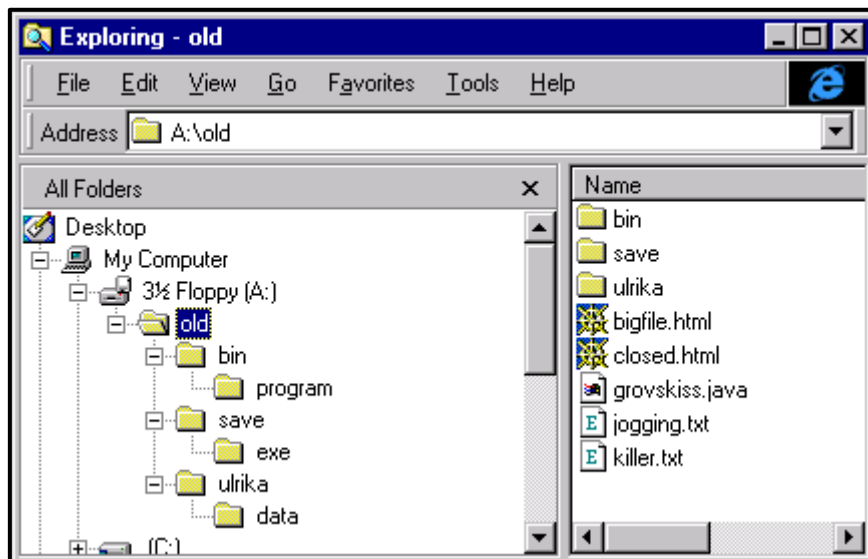 Exploring - old
File Edit View Go Favorites Tools Help
Address A:\old
All Folders
Desktop
My Computer
3½ Floppy (A:)
old
bin
program
save
exe
ulrika
data
(C:)
Name
bin
save
ulrika
bigfile.html
closed.html
grovskiss.java
jogging.txt
killer.txt